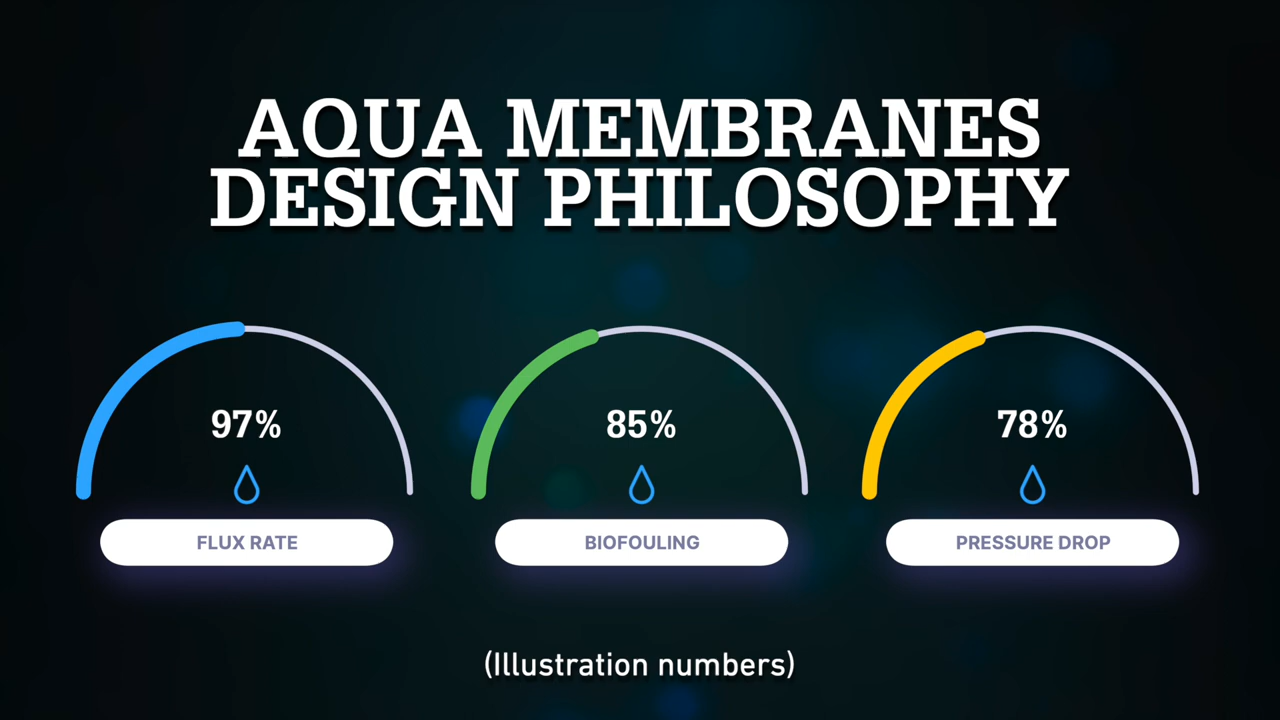 AQUA MEMBRANES
DESIGN PHILOSOPHY
97%
85%
78%
FLUX RATE
BIOFOULING
PRESSURE DROP
(Illustration numbers)